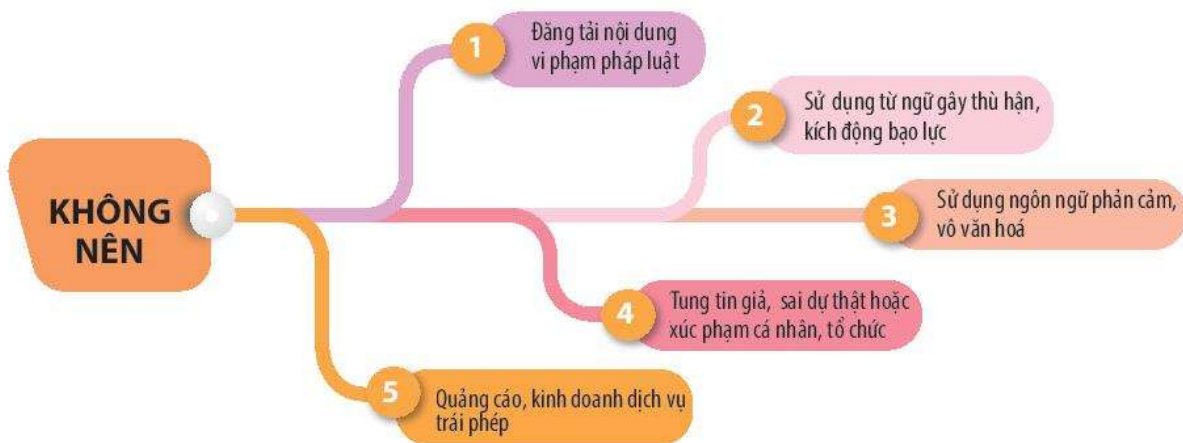 KHÔNG
NÊN
1
Đăng tải nội dung
vi phạm pháp luật
2
Sử dụng từ ngữ gây thù hận,
kích động bạo lực
3
Sử dụng ngôn ngữ phản cảm,
vô văn hoá
4
Tung tin giả, sai dự thật hoặc
xúc phạm cá nhân, tổ chức
5
Quảng cáo, kinh doanh dịch vụ
trái phép